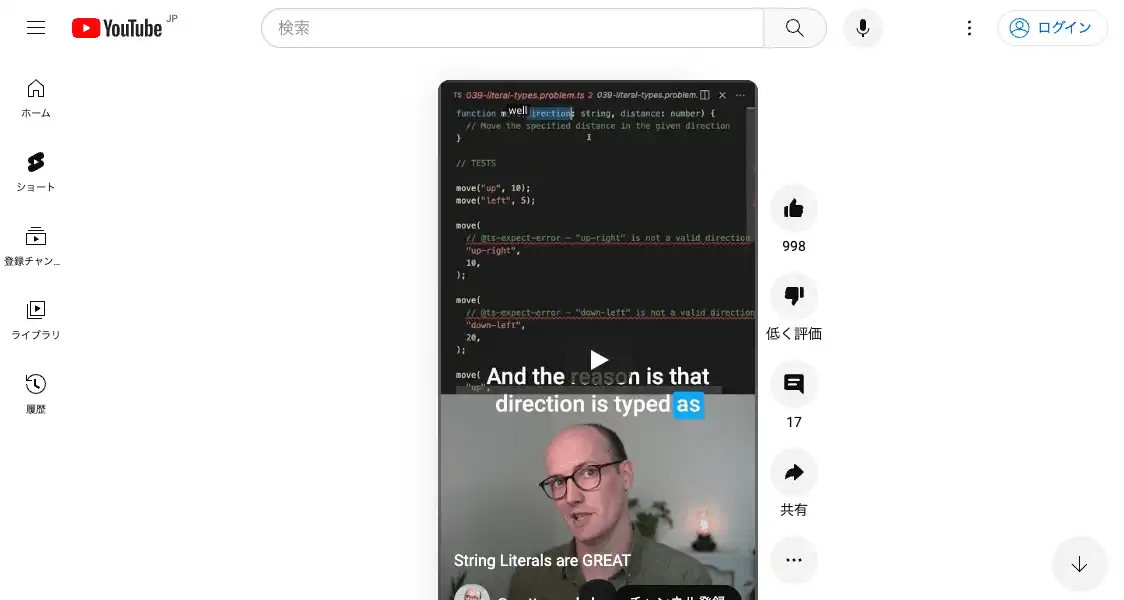 YouTube JP
検索
ログイン
ホーム
ショート
登録チャン...
ライブラリ
履歴
TS 039-literal-types.problem.ts 2 039-literal-types.problem.
well
function irection: string, distance: number) {
// Move the specified distance in the given direction
}
// TESTS
move("up", 10);
move("left", 5);
move(
// @ts-expect-error - "up-right" is not a valid direction
"up-right",
10,
);
move(
// @ts-expect-error - "down-left" is not a valid direction
"down-left",
20,
);
move(
"up",
And the reason is that
direction is typed as
String Literals are GREAT
チャンネル登録
998
低く評価
17
共有